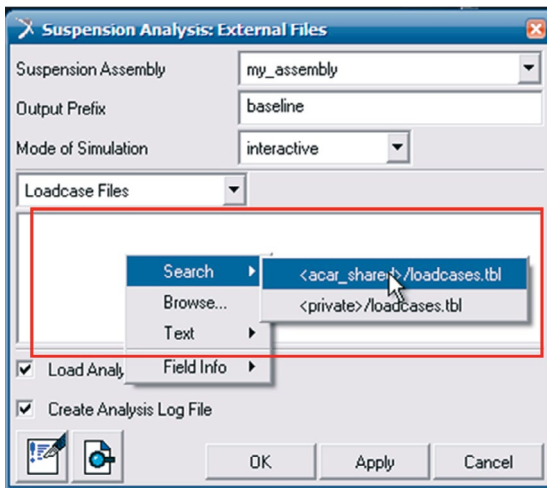 Suspension Analysis: External Files
Suspension Assembly my_assembly
Output Prefix baseline
Mode of Simulation interactive
Loadcase Files
Search <acar_shared>/loadcases.tbl
Browse... <private>/loadcases.tbl
Text
Field Info
Load Analy
Create Analysis Log File
OK Apply Cancel